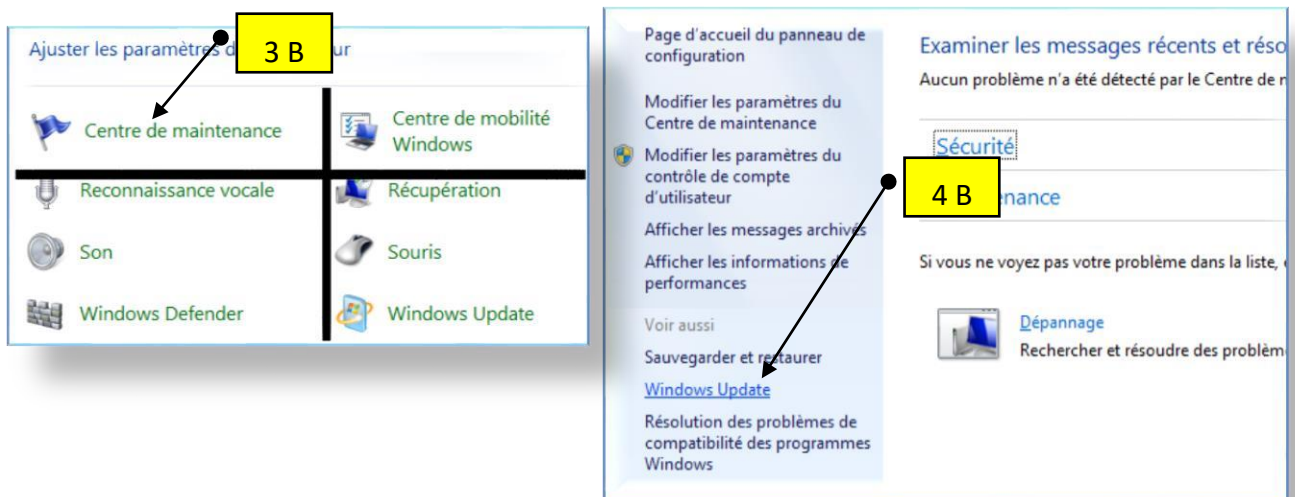 Ajuster les paramètres d
ur
3 B
Centre de maintenance
Centre de mobilité
Windows
Reconnaissance vocale
Récupération
Son
Souris
Windows Defender
Windows Update
Page d'accueil du panneau de
configuration
Modifier les paramètres du
Centre de maintenance
Modifier les paramètres du
contrôle de compte
d'utilisateur
Afficher les messages archivés
Afficher les informations de
performances
Voir aussi
Sauvegarder et restaurer
Windows Update
Résolution des problèmes de
compatibilité des programmes
Windows
Examiner les messages récents et réso
Aucun problème n'a été détecté par le Centre de
Sécurité
4 B
enance
Si vous ne voyez pas votre problème dans la liste,
Dépannage
Rechercher et résoudre des problèm